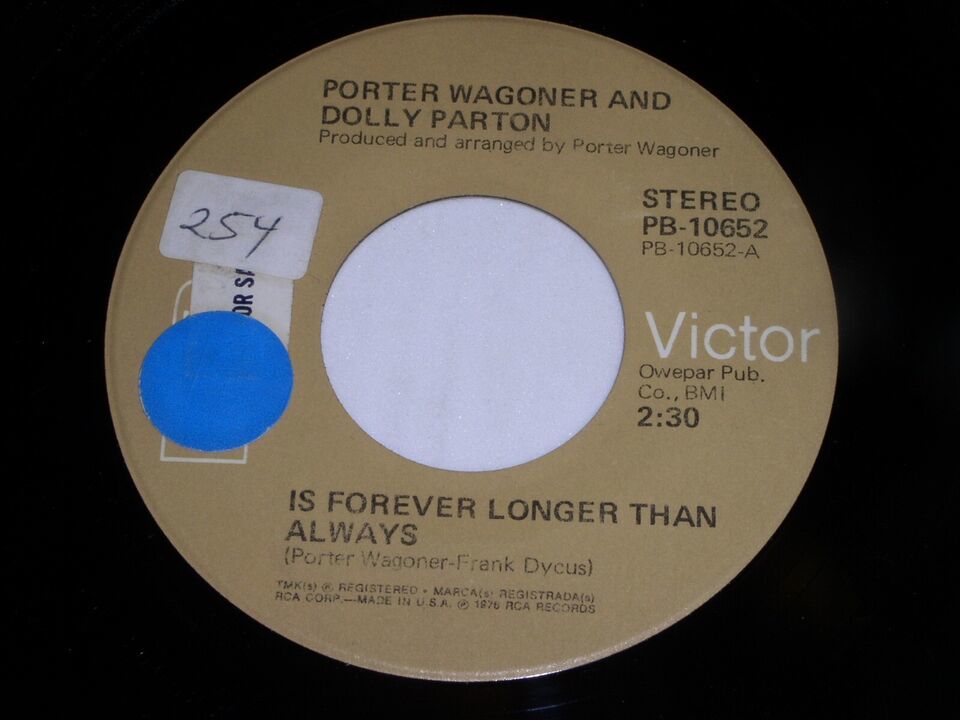 PORTER WAGONER AND
DOLLY PARTON
Produced and arranged by Porter Wagoner
254
OR
STEREO
PB-10652
PB-10652-A
Victor
Owepar Pub.
Co., BMI
2:30
IS FOREVER LONGER THAN
ALWAYS
(Porter Wagoner-Frank Dycus)
TMK(s) ® REGISTERED • MARCA(s) REGISTRADA(s)
RCA CORP.—MADE IN U.S.A. ℗ 1976 RCA RECORDS